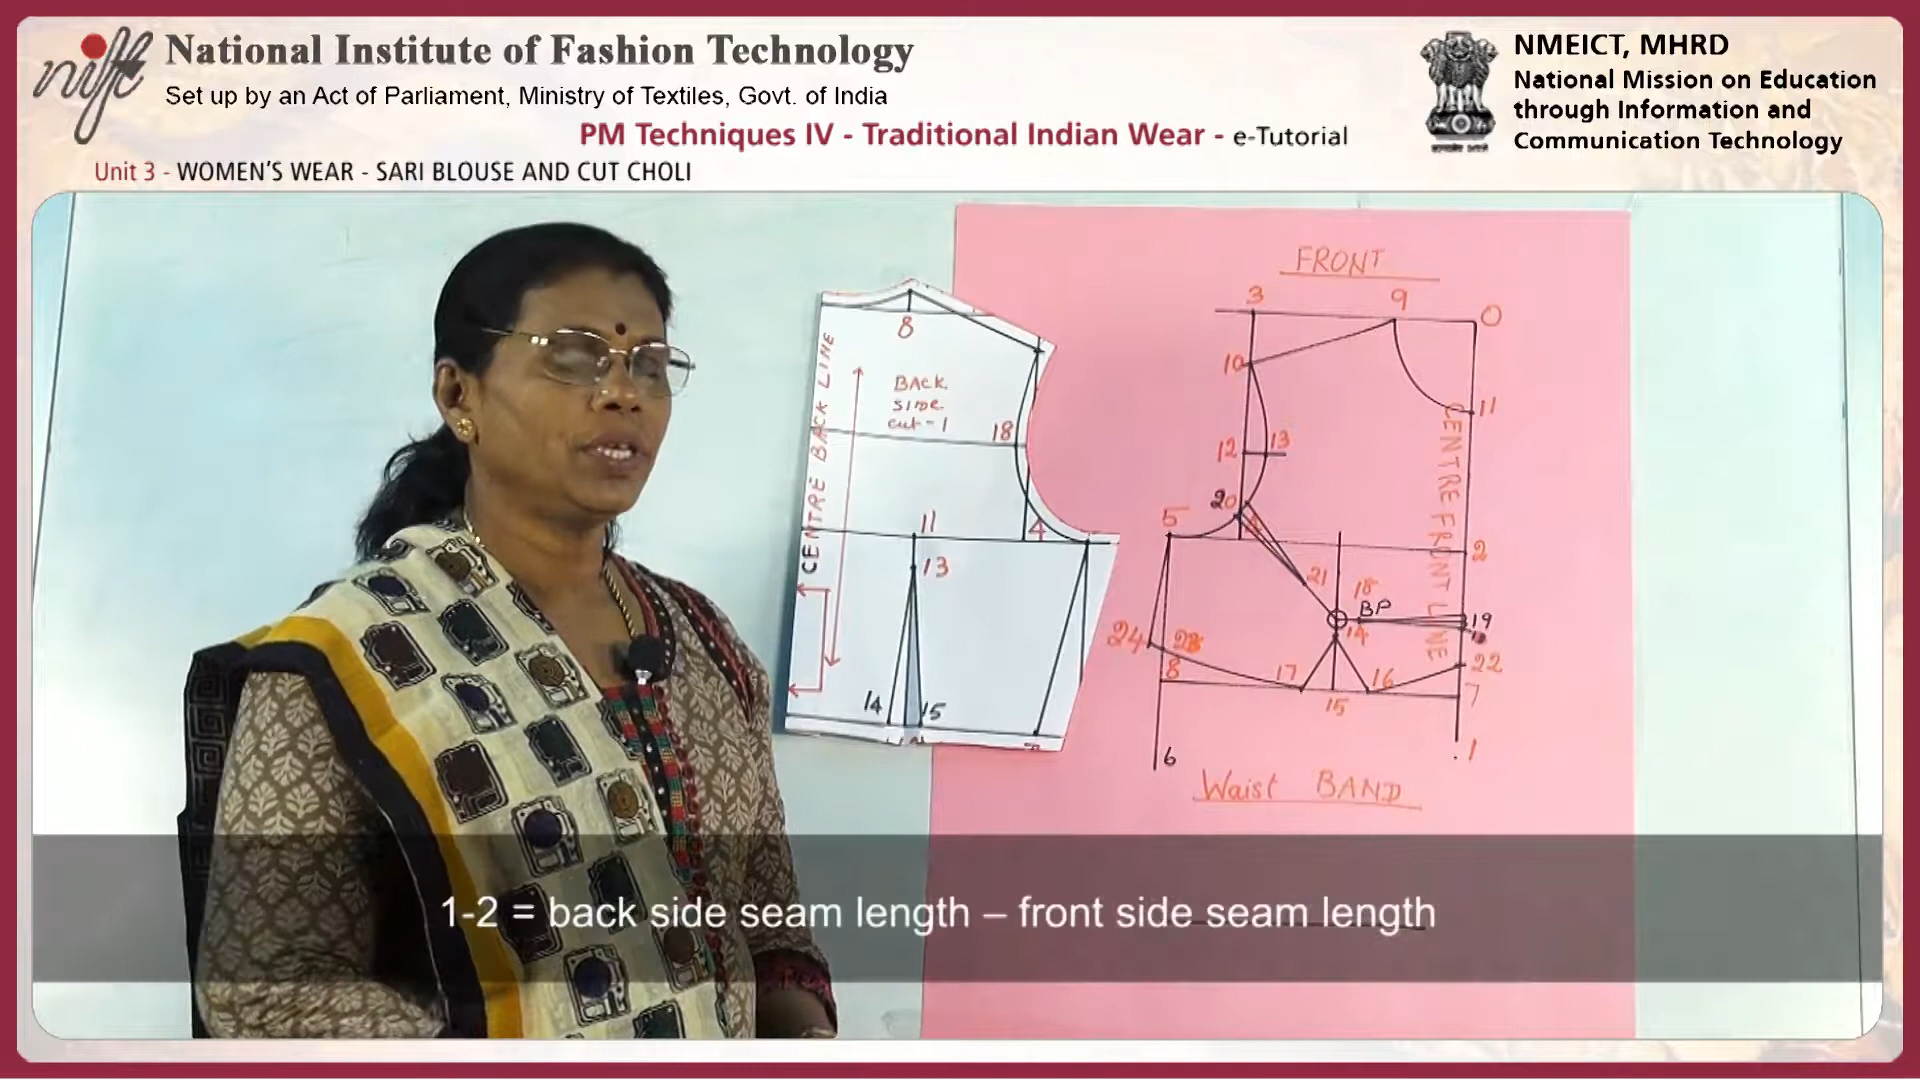 nift
National Institute of Fashion Technology
Set up by an Act of Parliament, Ministry of Textiles, Govt. of India
NMEICT, MHRD
National Mission on Education
through Information and
Communication Technology
PM Techniques IV - Traditional Indian Wear - e-Tutorial
Unit 3 - WOMEN'S WEAR - SARI BLOUSE AND CUT CHOLI
8
CENTRE BACK LINE
BACK
SIDE
cut - 1
18
11
4
13
14
15
FRONT
3
9
0
10
11
CENTRE FRONT LINE
12
13
20
5
2
21
18
BP
19
14
24
8
17
16
22
7
15
6
1
Waist BAND
1-2 = back side seam length – front side seam length